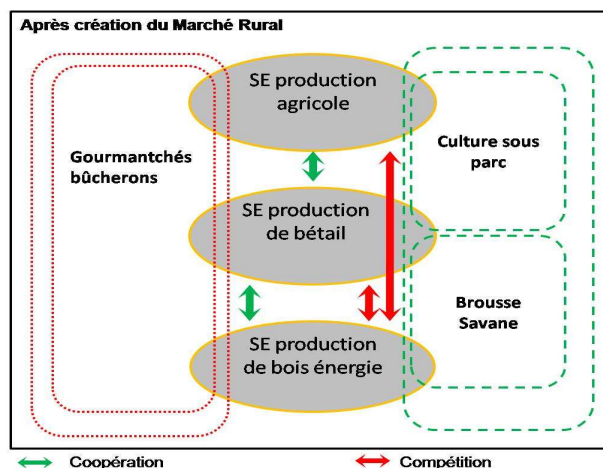 Après création du Marché Rural
SE production
agricole
Gourmantchés
bûcherons
Culture sous
parc
SE production
de bétail
Brousse
Savane
SE production
de bois énergie
Coopération
Compétition